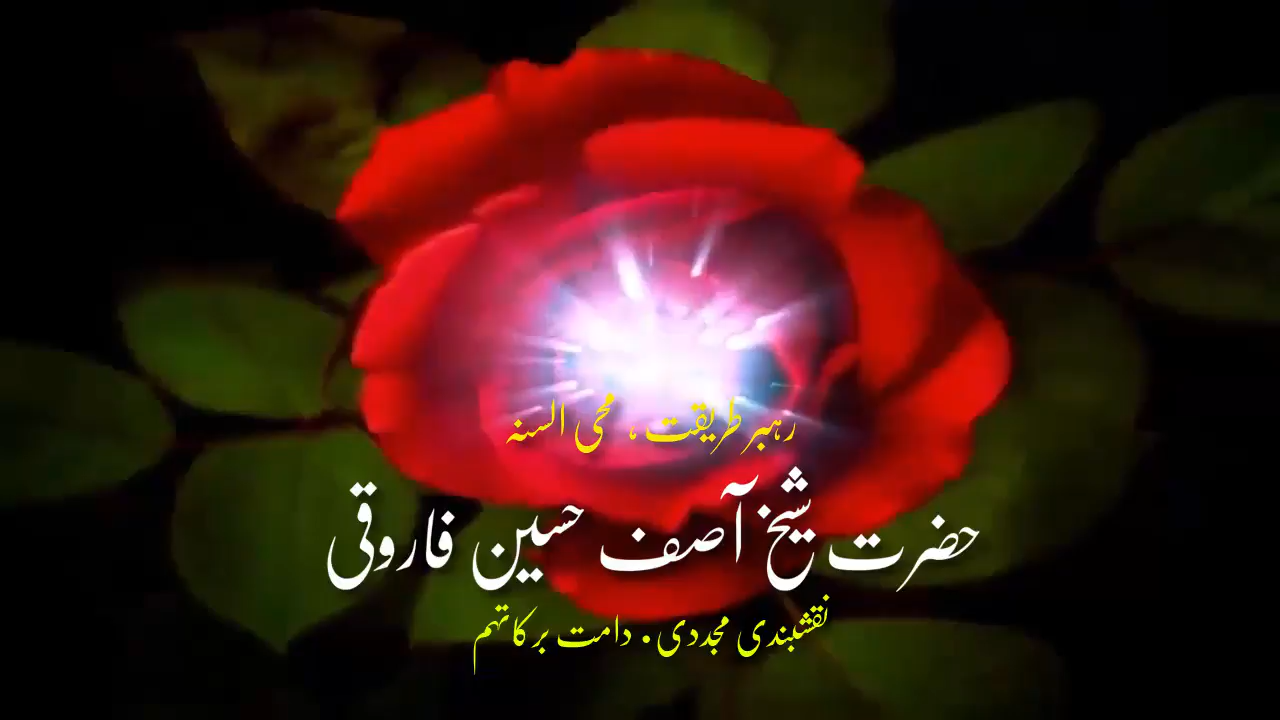 رہبر طریقت، محی السنہ
حضرت شیخ آصف حسین فاروقی
نقشبندی مجددی. دامت برکاتہم